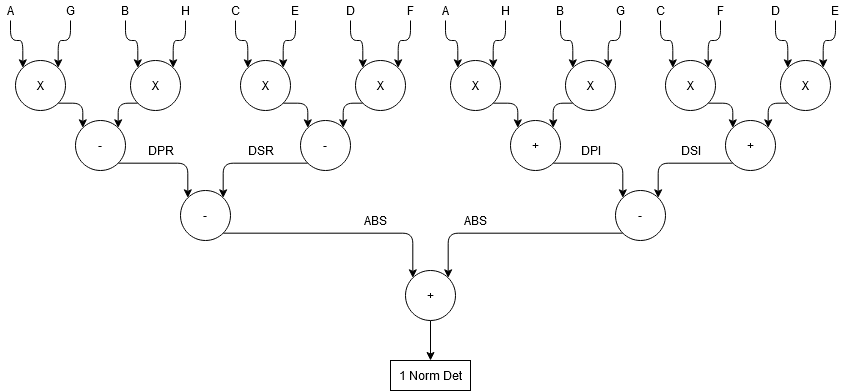 A G B H C E D F A H B G C F D E
X X X X X X X X
- - + +
DPR DSR DPI DSI
- -
ABS ABS
+
1 Norm Det